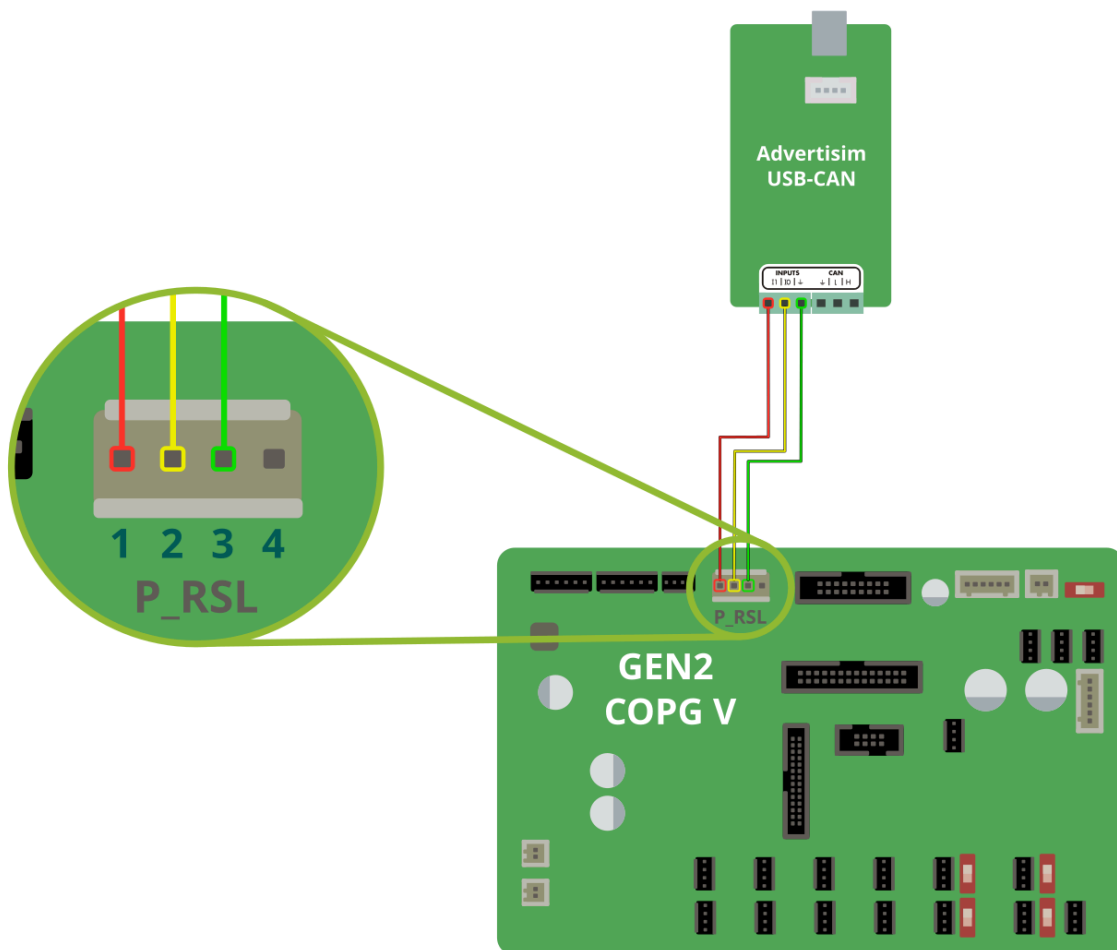 Advertisim
USB-CAN
INPUTS CAN
I1 | I0 | ⏚ ⏚ | L | H
1 2 3 4
P_RSL
P_RSL
GEN2
COPG V